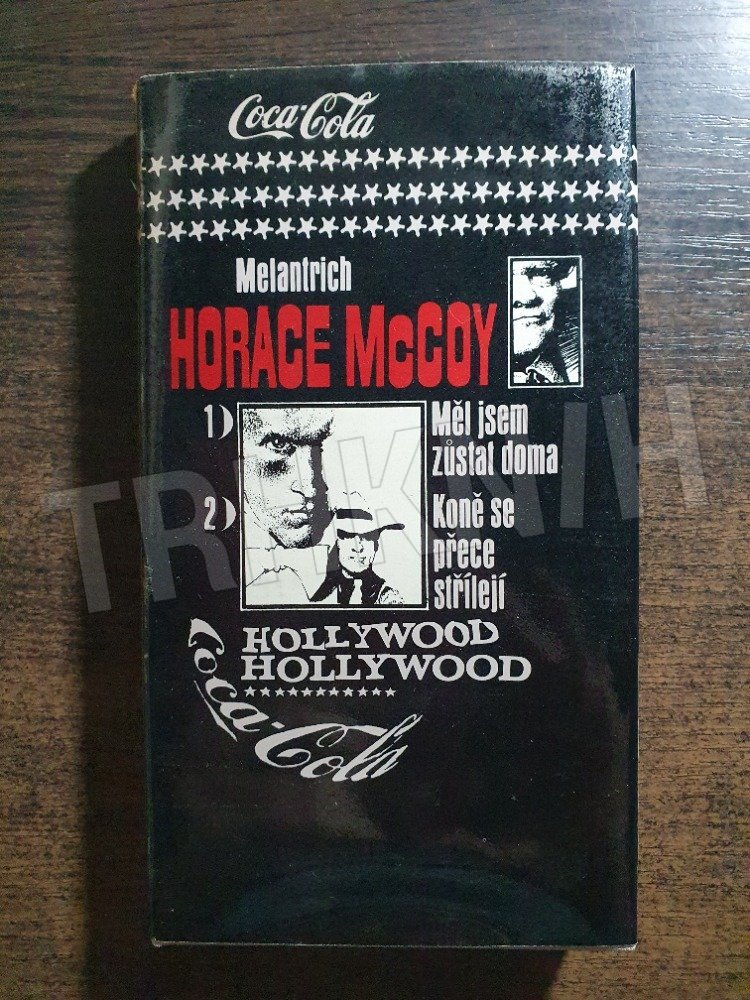 Coca-Cola
Melantrich
HORACE McCOY
1) Měl jsem
zůstat doma
2) Koně se
přece
střílejí
HOLLYWOOD
HOLLYWOOD
Coca-Cola
TRHKNIH